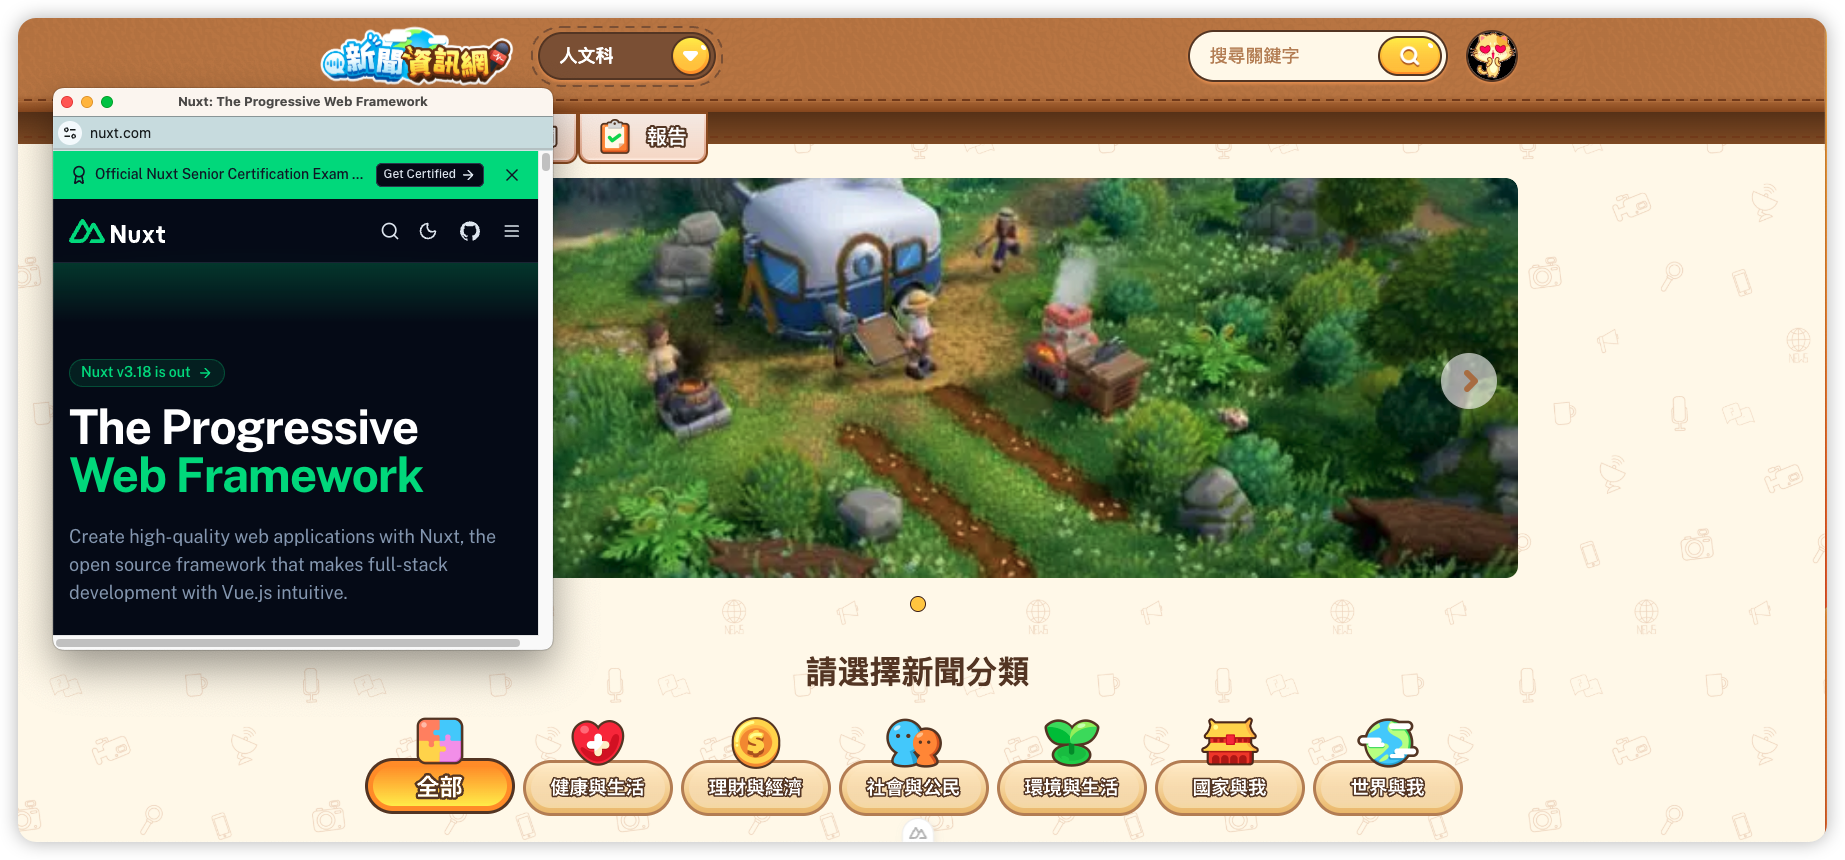 新聞資訊網
人文科
搜尋關鍵字
報告
Nuxt: The Progressive Web Framework
nuxt.com
Official Nuxt Senior Certification Exam ...
Get Certified →
Nuxt
Nuxt v3.18 is out →
The Progressive
Web Framework
Create high-quality web applications with Nuxt, the
open source framework that makes full-stack
development with Vue.js intuitive.
請選擇新聞分類
全部
健康與生活
理財與經濟
社會與公民
環境與生活
國家與我
世界與我
NEWS
NEWS
NEWS
NEWS
NEWS